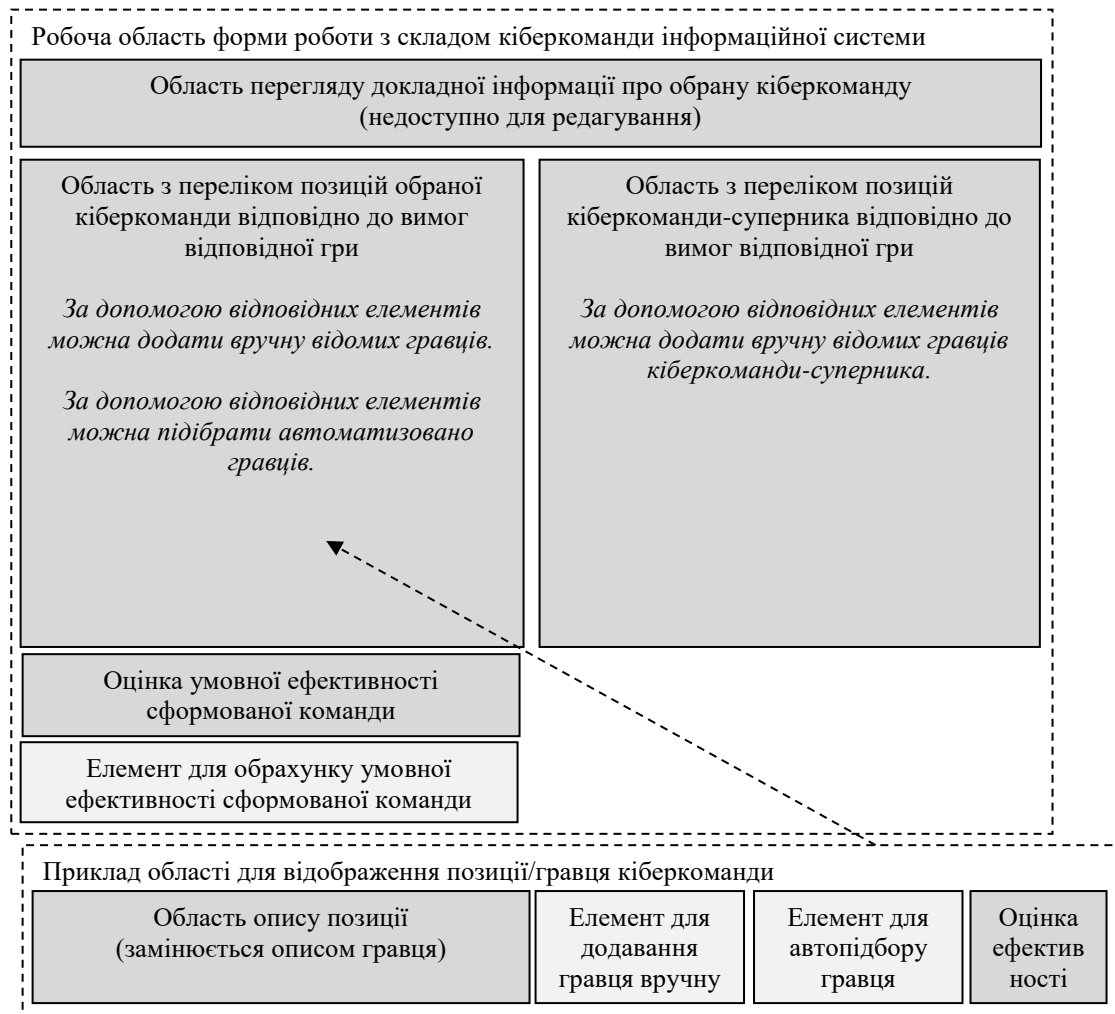 Робоча область форми роботи з складом кіберкоманди інформаційної системи
Область перегляду докладної інформації про обрану кіберкоманду
(недоступно для редагування)
Область з переліком позицій обраної
кіберкоманди відповідно до вимог
відповідної гри
За допомогою відповідних елементів
можна додати вручну відомих гравців.
За допомогою відповідних елементів
можна підібрати автоматизовано
гравців.
Область з переліком позицій
кіберкоманди-суперника відповідно до
вимог відповідної гри
За допомогою відповідних елементів
можна додати вручну відомих гравців
кіберкоманди-суперника.
Оцінка умовної ефективності
сформованої команди
Елемент для обрахунку умовної
ефективності сформованої команди
Приклад області для відображення позиції/гравця кіберкоманди
Область опису позиції
(замінюється описом гравця)
Елемент для
додавання
гравця вручну
Елемент для
автопідбору
гравця
Оцінка
ефектив
ності